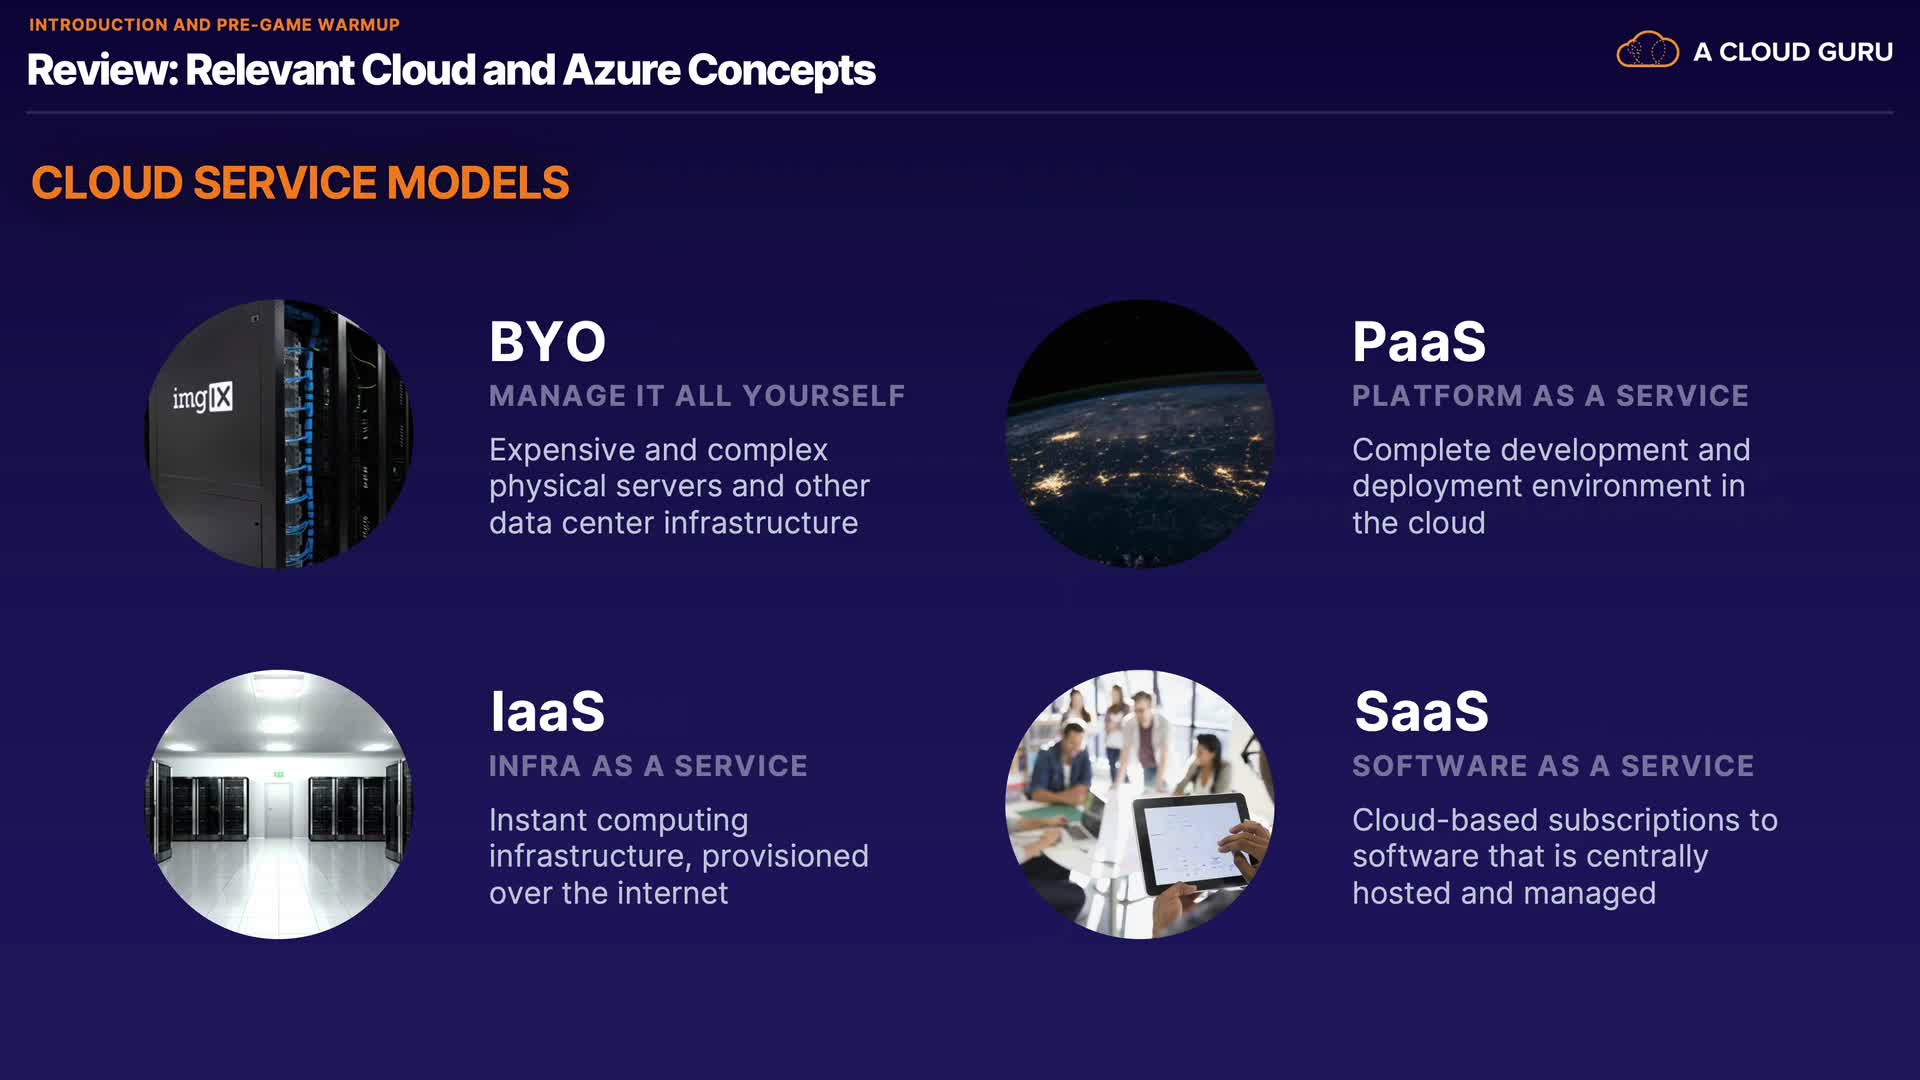 INTRODUCTION AND PRE-GAME WARMUP
Review: Relevant Cloud and Azure Concepts
A CLOUD GURU
CLOUD SERVICE MODELS
imgIX
BYO
MANAGE IT ALL YOURSELF
Expensive and complex
physical servers and other
data center infrastructure
PaaS
PLATFORM AS A SERVICE
Complete development and
deployment environment in
the cloud
IaaS
INFRA AS A SERVICE
Instant computing
infrastructure, provisioned
over the internet
SaaS
SOFTWARE AS A SERVICE
Cloud-based subscriptions to
software that is centrally
hosted and managed